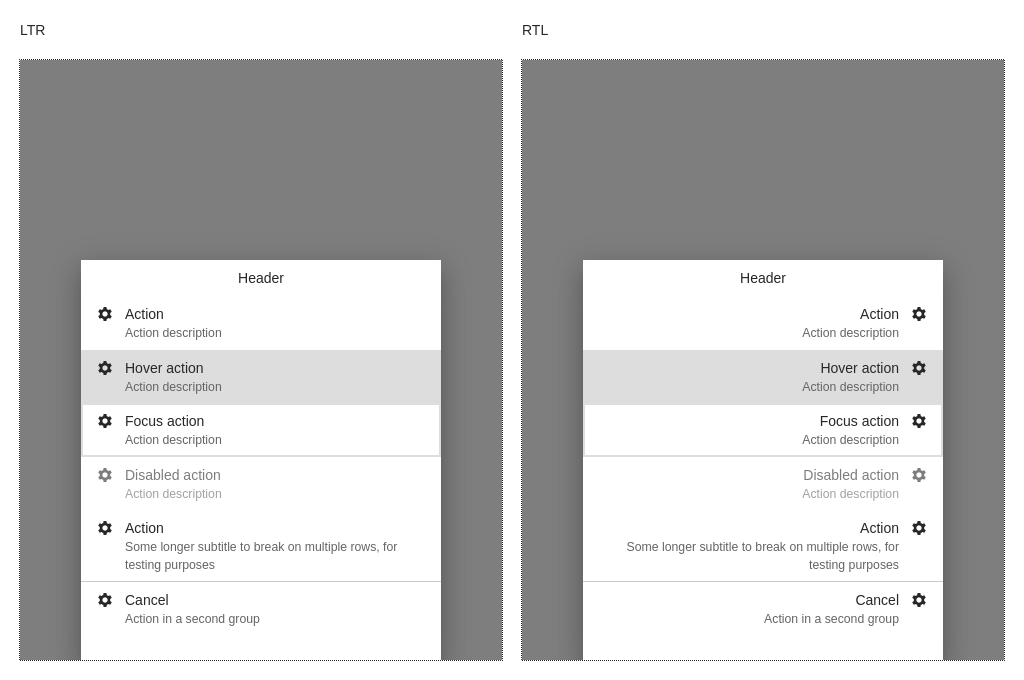 LTR
Header
Action
Action description
Hover action
Action description
Focus action
Action description
Disabled action
Action description
Action
Some longer subtitle to break on multiple rows, for
testing purposes
Cancel
Action in a second group
RTL
Header
Action
Action description
Hover action
Action description
Focus action
Action description
Disabled action
Action description
Action
Some longer subtitle to break on multiple rows, for
testing purposes
Cancel
Action in a second group